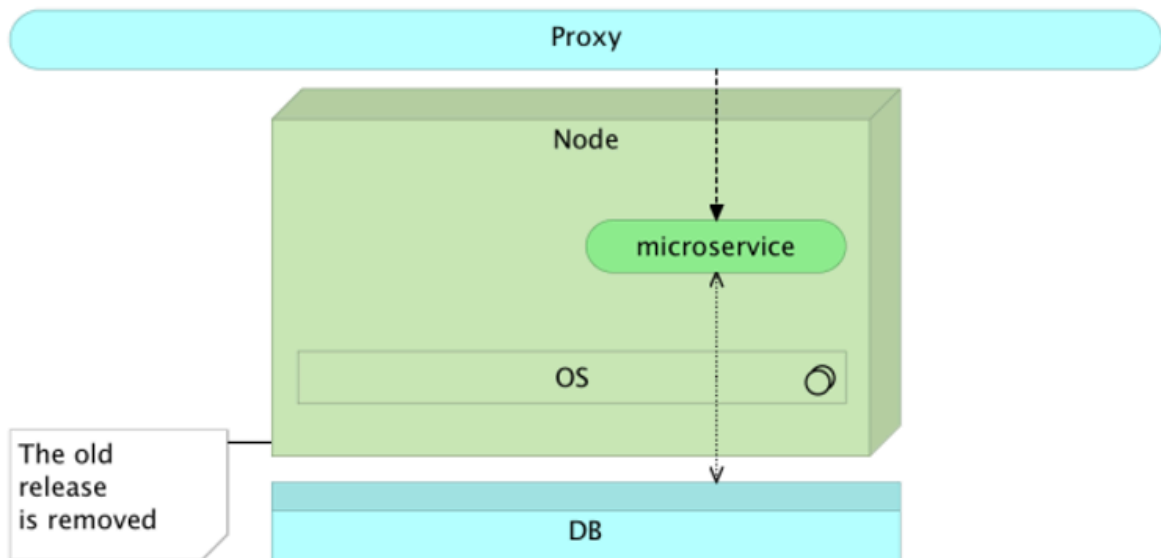 Proxy
Node
microservice
OS
The old
release
is removed
DB